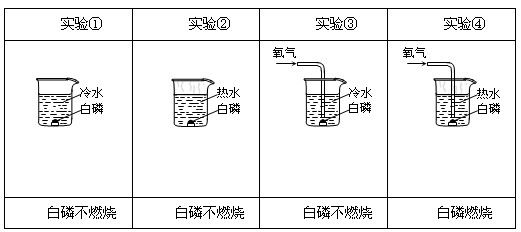 实验① 实验② 实验③ 实验④
冷水
白磷
热水
白磷
氧气
冷水
白磷
氧气
热水
白磷
白磷不燃烧 白磷不燃烧 白磷不燃烧 白磷燃烧